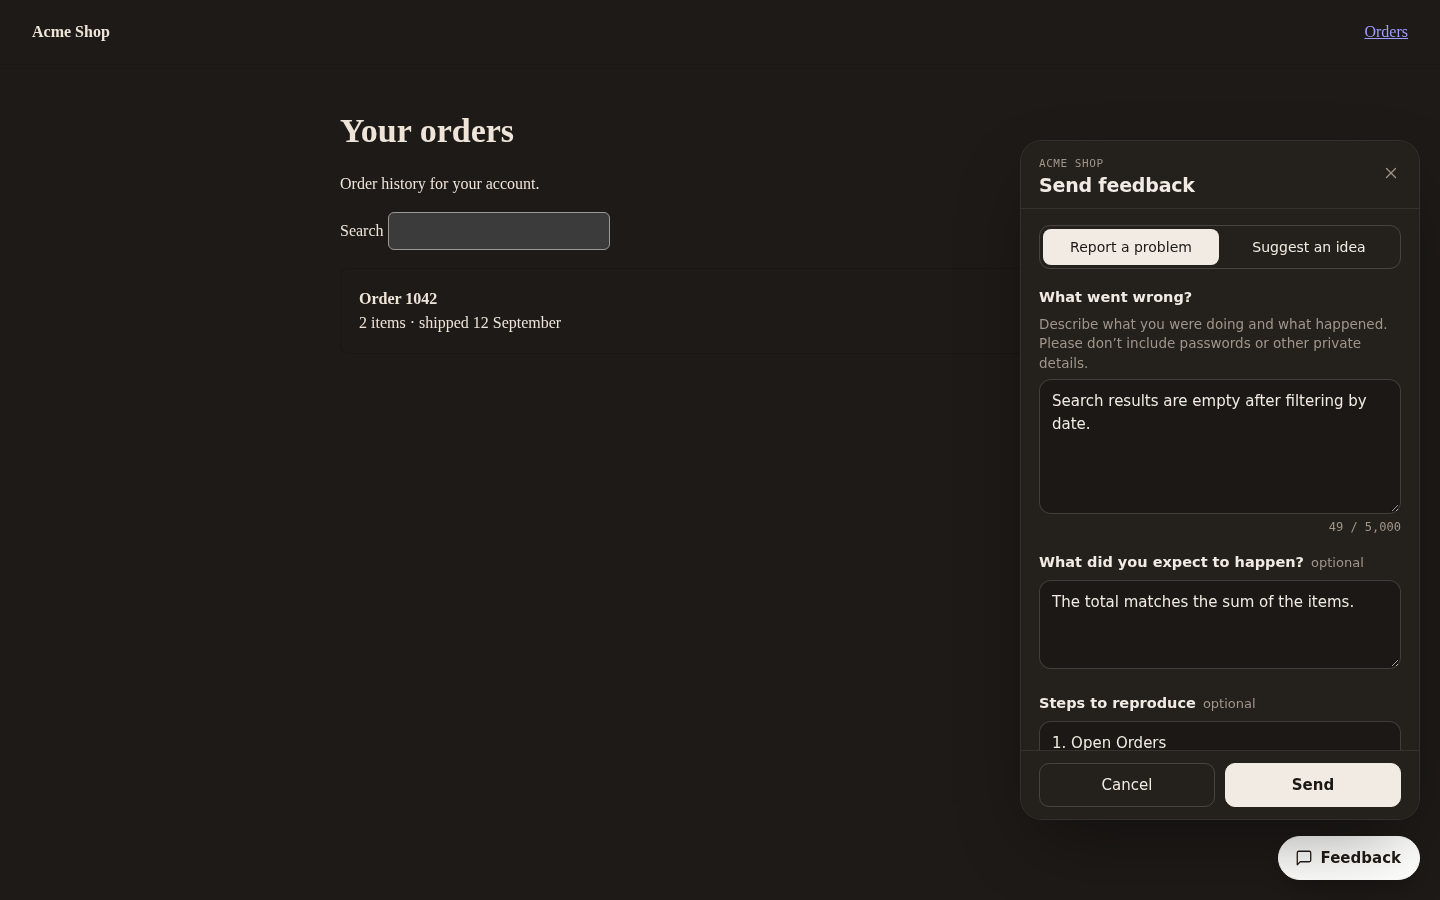 Acme Shop
Orders
Your orders
Order history for your account.
Search
Order 1042
2 items · shipped 12 September
ACME SHOP
Send feedback
Report a problem
Suggest an idea
What went wrong?
Describe what you were doing and what happened.
Please don’t include passwords or other private
details.
Search results are empty after filtering by
date.
49 / 5,000
What did you expect to happen? optional
The total matches the sum of the items.
Steps to reproduce optional
1. Open Orders
Cancel
Send
Feedback